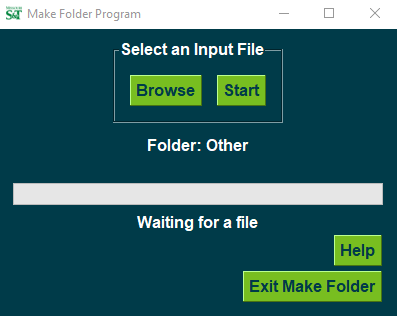 S&T Make Folder Program
Select an Input File
Browse Start
Folder: Other
Waiting for a file
Help
Exit Make Folder